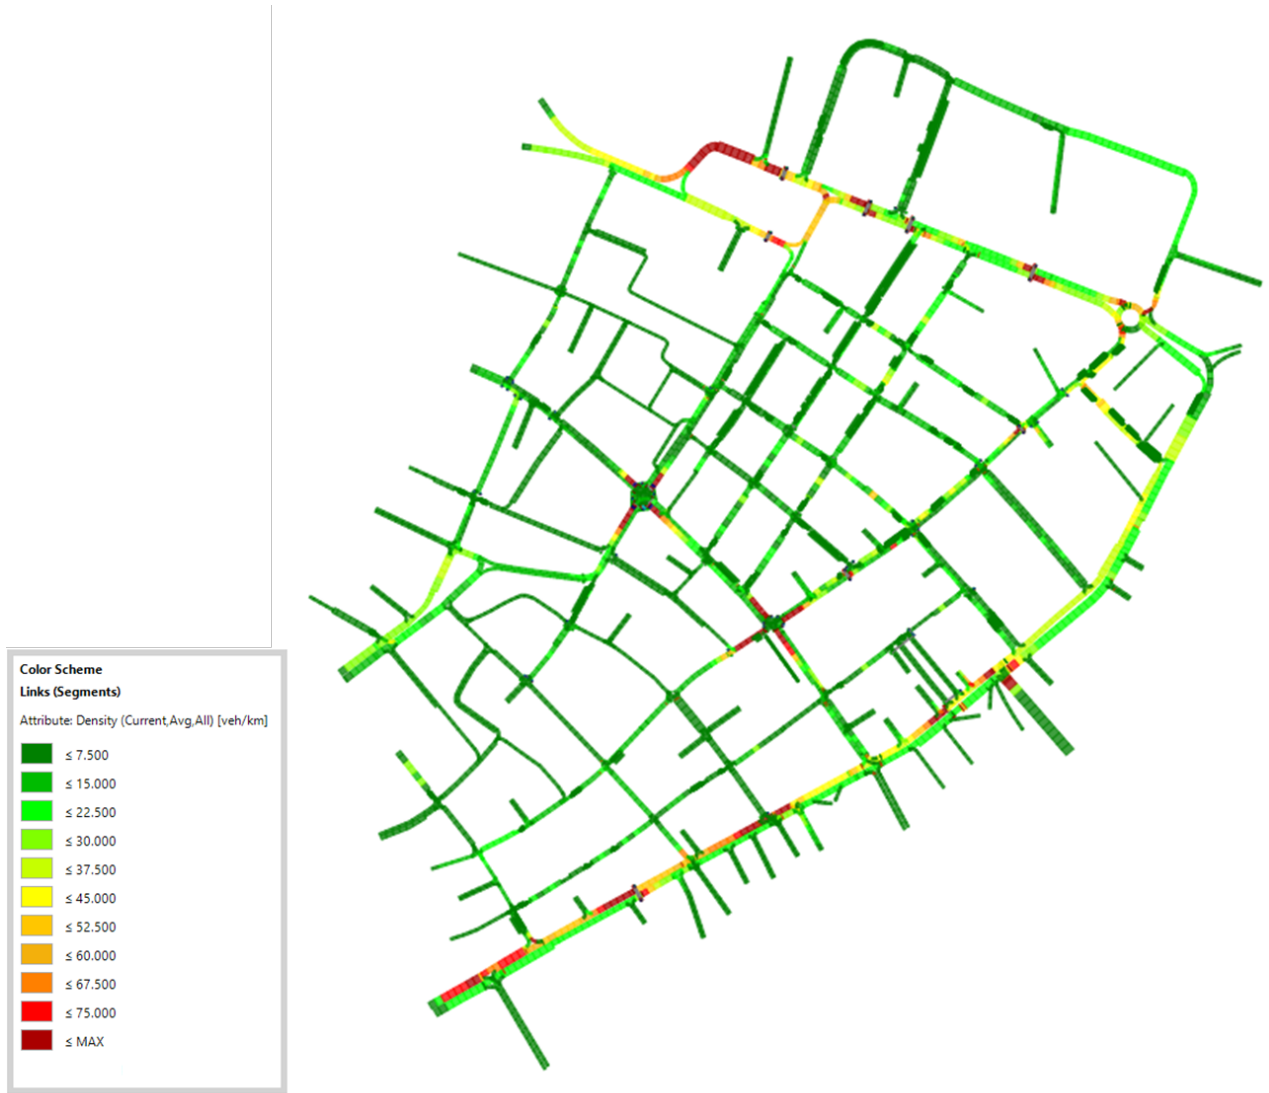 Color Scheme
Links (Segments)
Attribute: Density (Current,Avg,All) [veh/km]
≤ 7.500
≤ 15.000
≤ 22.500
≤ 30.000
≤ 37.500
≤ 45.000
≤ 52.500
≤ 60.000
≤ 67.500
≤ 75.000
≤ MAX